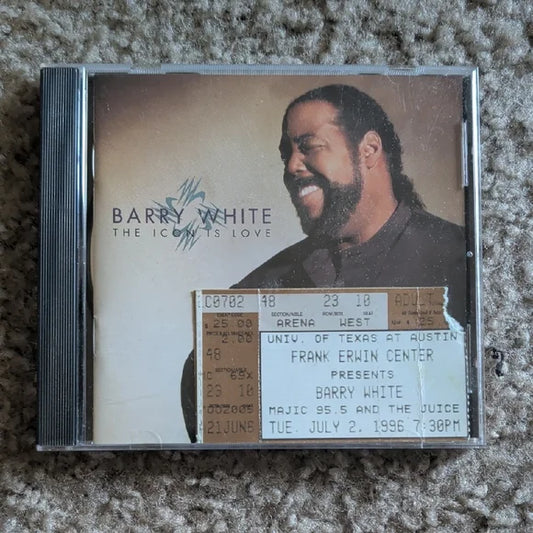 BARRY WHITE
THE ICON IS LOVE
C0702 48 23 10 ADULT
$ 25.00 SECTION/AISLE ROW/BOX SEAT
ARENA WEST
2.00 UNIV. OF TEXAS AT AUSTIN
48 FRANK ERWIN CENTER
PRESENTS
C 69X BARRY WHITE
23 10 MAJIC 95.5 AND THE JUICE
21JUN6 TUE. JULY 2, 1996 7:30PM